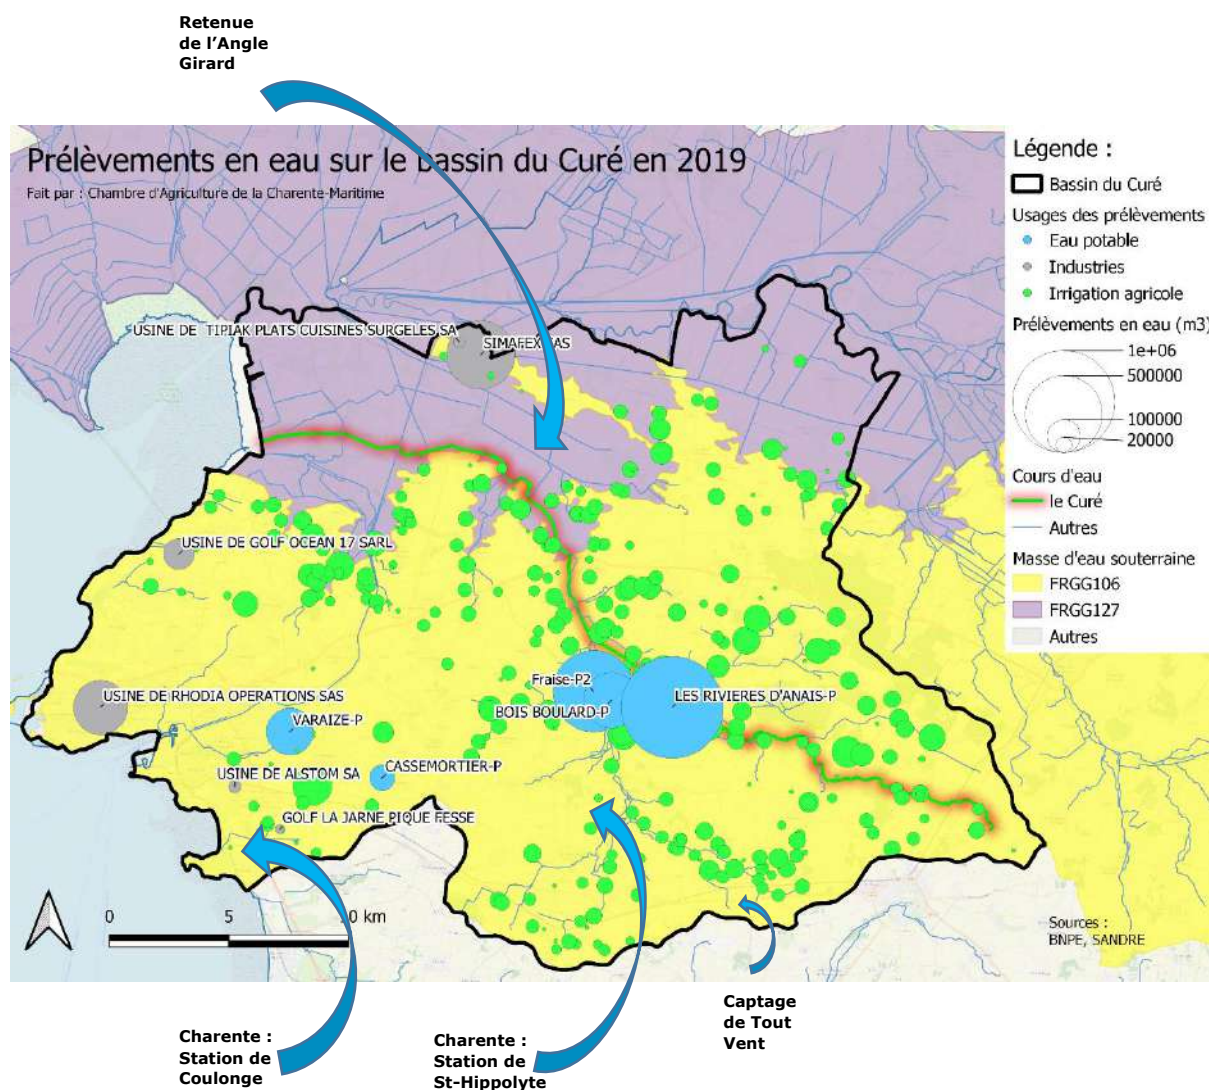 Retenue
de l'Angle
Girard
Prélèvements en eau sur le bassin du Curé en 2019
Fait par : Chambre d'Agriculture de la Charente-Maritime
Légende :
Bassin du Curé
Usages des prélèvements
Eau potable
Industries
Irrigation agricole
Prélèvements en eau (m3)
1e+06
500000
100000
20000
Cours d'eau
le Curé
Autres
Masse d'eau souterraine
FRGG106
FRGG127
Autres
USINE DE TIPIAK PLATS CUISINES SURGELES SA
SIMAFEX SAS
USINE DE GOLF OCEAN 17 SARL
USINE DE RHODIA OPERATIONS SAS
VARAIZE-P
Fraise-P2
BOIS BOULARD-P
LES RIVIERES D'ANAIS-P
USINE DE ALSTOM SA
CASSEMORTIER-P
GOLF LA JARNE PIQUE FESSE
0 5 10 km
Sources :
BNPE, SANDRE
Charente :
Station de
Coulonge
Charente :
Station de
St-Hippolyte
Captage
de Tout
Vent